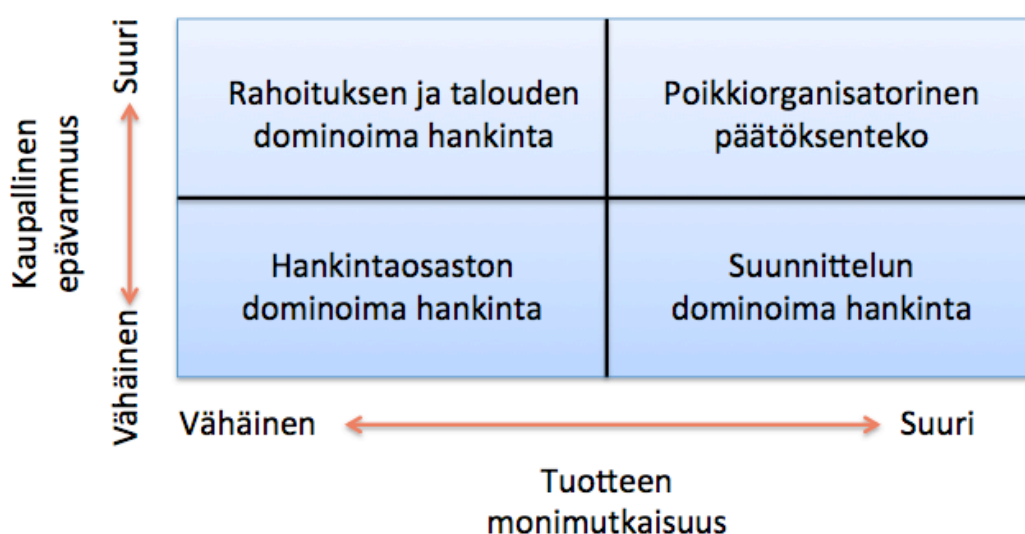 Kaupallinen
epävarmuus
Suuri
Vähäinen
Rahoituksen ja talouden
dominoima hankinta
Poikkiorganisatorinen
päätöksenteko
Hankintaosaston
dominoima hankinta
Suunnittelun
dominoima hankinta
Vähäinen
Suuri
Tuotteen
monimutkaisuus